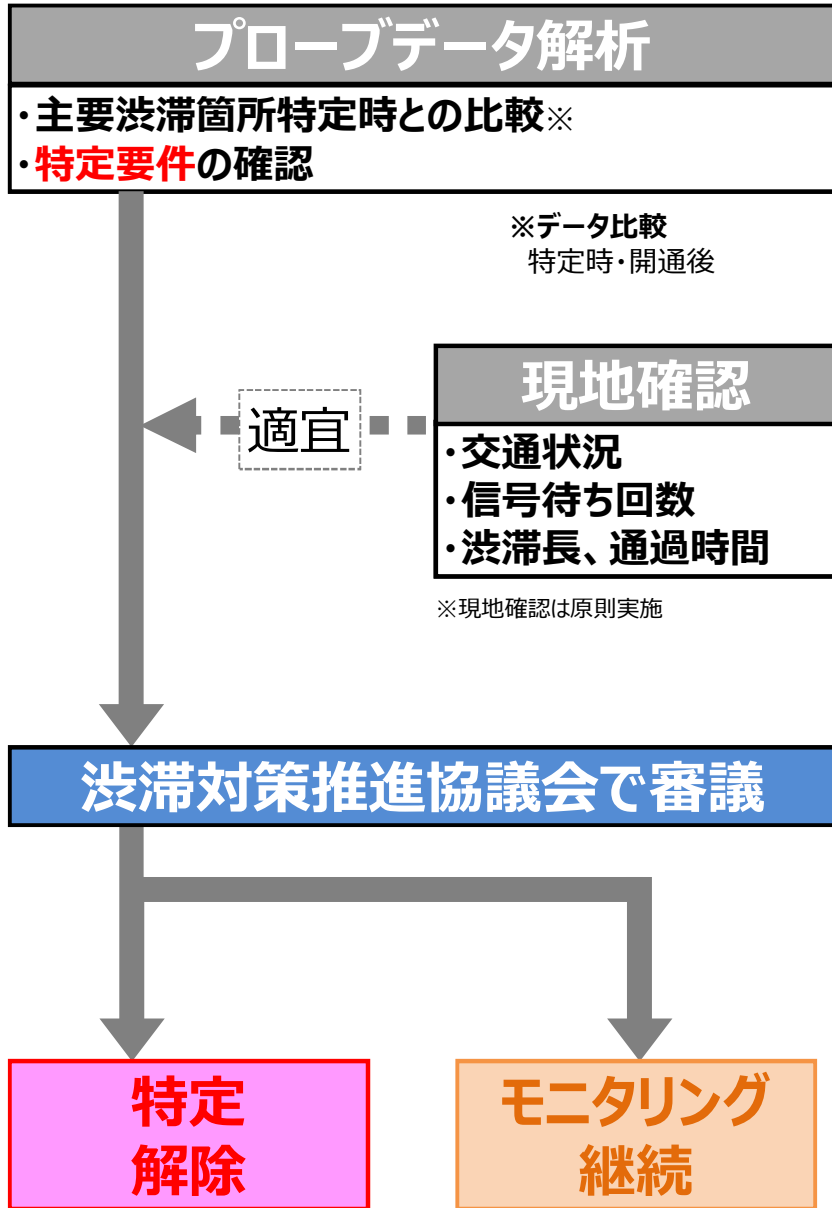 プローブデータ解析
・主要渋滞箇所特定時との比較※
・特定要件の確認
※データ比較
特定時・開通後
現地確認
適宜
・交通状況
・信号待ち回数
・渋滞長、通過時間
※現地確認は原則実施
渋滞対策推進協議会で審議
特定
解除
モニタリング
継続